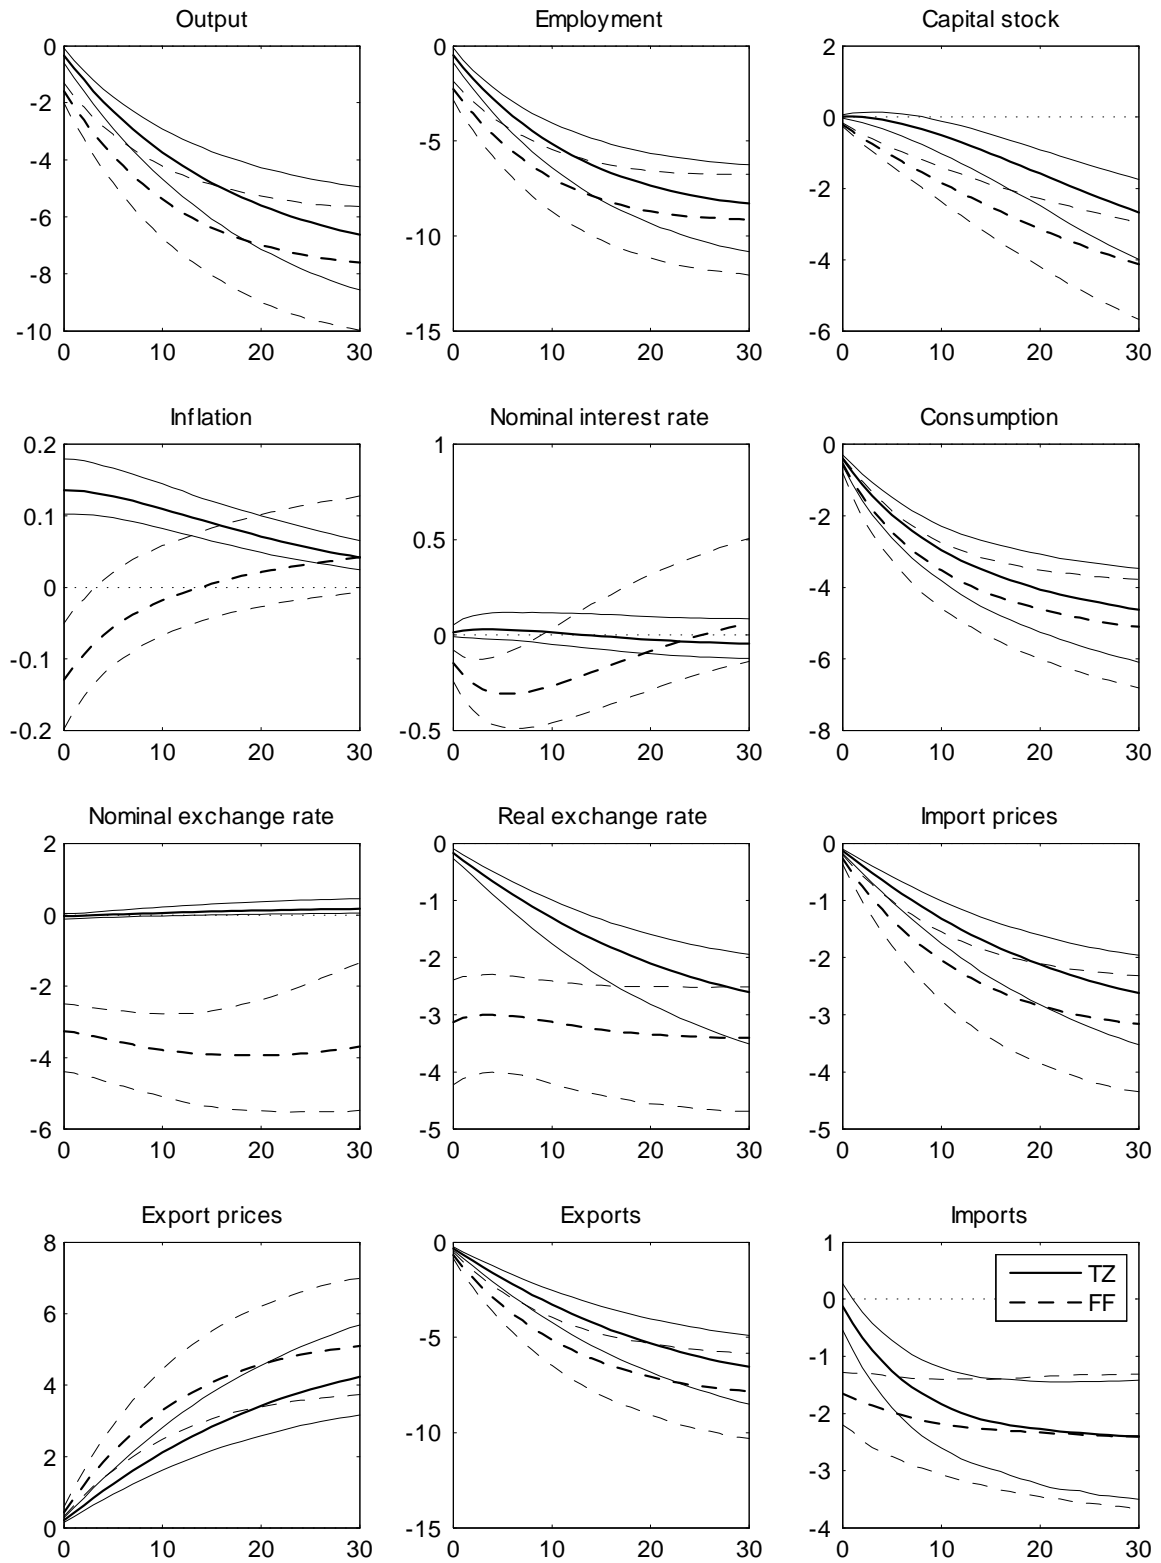 Output
Employment
Capital stock
0
-2
-4
-6
-8
-10
0 10 20 30
0
-5
-10
-15
0 10 20 30
2
0
-2
-4
-6
0 10 20 30
Inflation
Nominal interest rate
Consumption
0.2
0.1
0
-0.1
-0.2
0 10 20 30
1
0.5
0
-0.5
0 10 20 30
0
-2
-4
-6
-8
0 10 20 30
Nominal exchange rate
Real exchange rate
Import prices
2
0
-2
-4
-6
0 10 20 30
0
-1
-2
-3
-4
-5
0 10 20 30
0
-1
-2
-3
-4
-5
0 10 20 30
Export prices
Exports
Imports
8
6
4
2
0
0 10 20 30
0
-5
-10
-15
0 10 20 30
1
0
-1
-2
-3
-4
0 10 20 30
TZ
FF